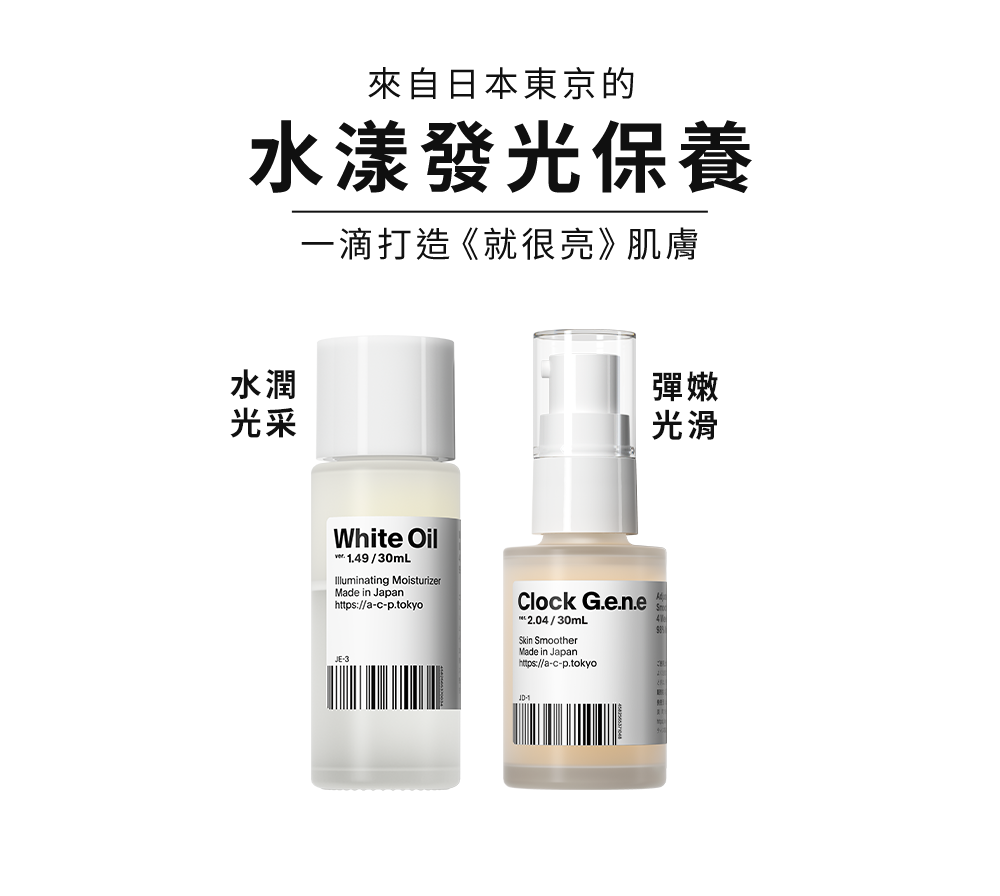 來自日本東京的
水漾發光保養
一滴打造《就很亮》肌膚
水潤
光采
彈嫩
光滑
White Oil
ver. 1.49 / 30mL
Illuminating Moisturizer
Made in Japan
https://a-c-p.tokyo
JE-3
Clock G.e.n.e
ver. 2.04 / 30mL
Skin Smoother
Made in Japan
https://a-c-p.tokyo
JD-1